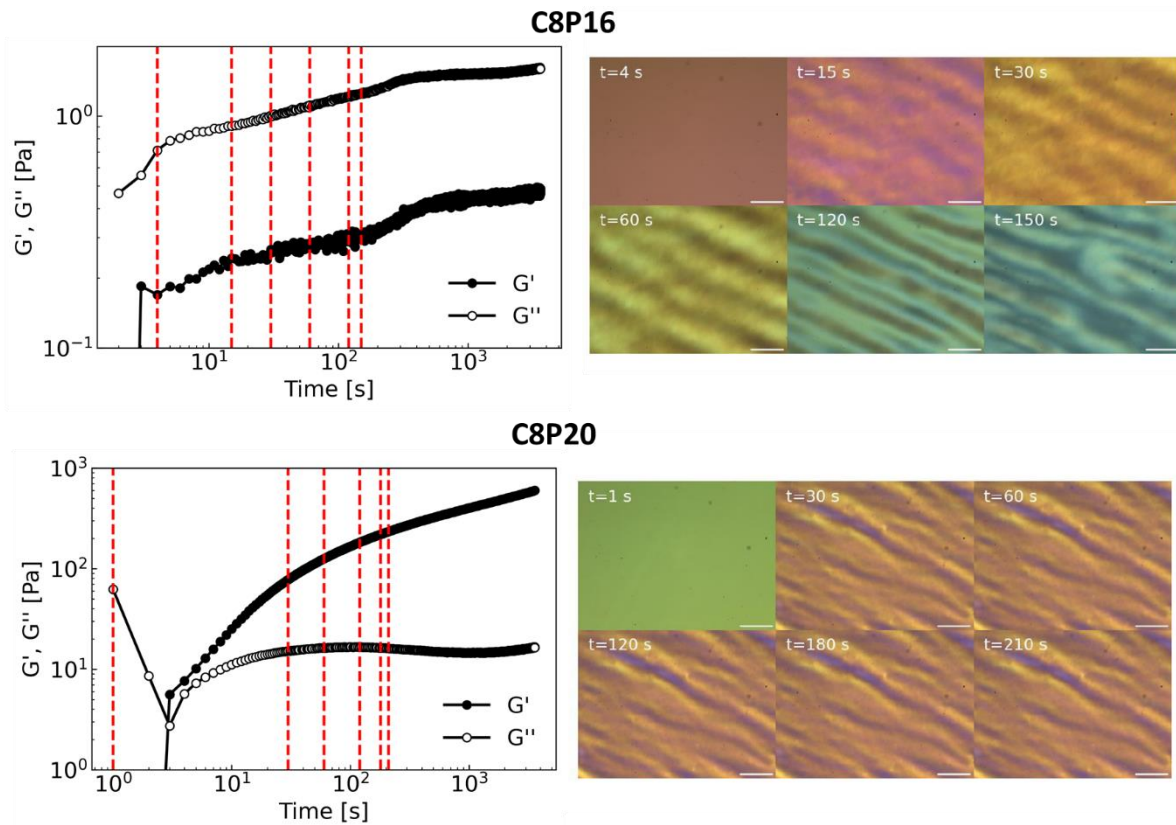 C8P16
G', G'' [Pa]
10⁰
10⁻¹
10¹
10²
10³
Time [s]
G'
G''
t=4 s
t=15 s
t=30 s
t=60 s
t=120 s
t=150 s
C8P20
G', G'' [Pa]
10³
10²
10¹
10⁰
10⁰
10¹
10²
10³
Time [s]
G'
G''
t=1 s
t=30 s
t=60 s
t=120 s
t=180 s
t=210 s